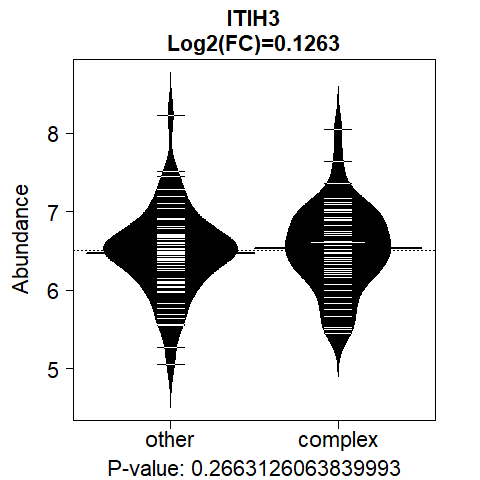 ITIH3
Log2(FC)=0.1263
Abundance
8
7
6
5
other complex
P-value: 0.2663126063839993